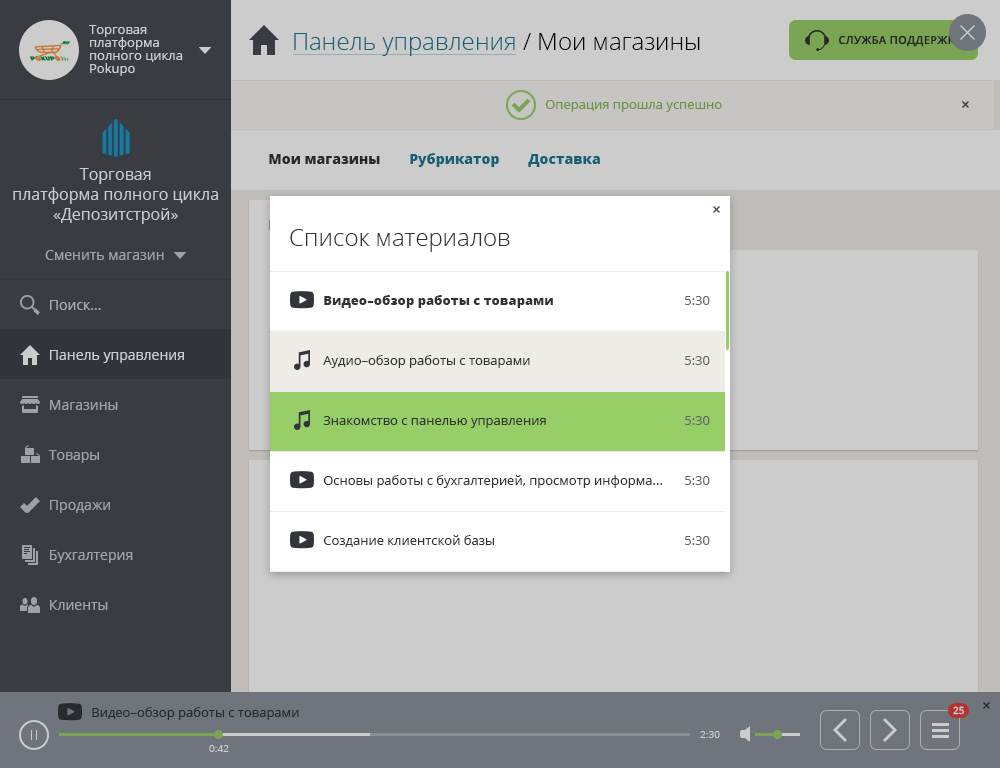 Торговая
платформа
полного цикла
Pokupo
Панель управления / Мои магазины
СЛУЖБА ПОДДЕРЖ
Операция прошла успешно
Мои магазины Рубрикатор Доставка
Торговая
платформа полного цикла
«Депозитстрой»
Сменить магазин
Поиск...
Панель управления
Магазины
Товары
Продажи
Бухгалтерия
Клиенты
Список материалов
Видео–обзор работы с товарами 5:30
Аудио–обзор работы с товарами 5:30
Знакомство с панелью управления 5:30
Основы работы с бухгалтерией, просмотр информа... 5:30
Создание клиентской базы 5:30
Видео–обзор работы с товарами
0:42
2:30
25